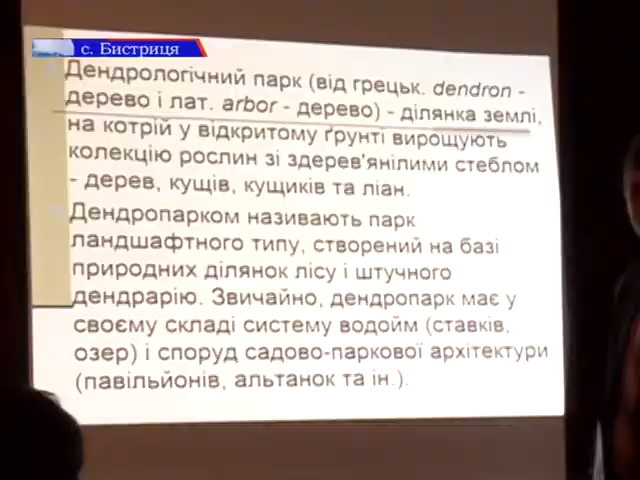 с. Бистриця
Дендрологічний парк (від грецьк. dendron -
дерево і лат. arbor - дерево) - ділянка землі,
на котрій у відкритому ґрунті вирощують
колекцію рослин зі здерев'янілими стеблом
- дерев, кущів, кущиків та ліан.
Дендропарком називають парк
ландшафтного типу, створений на базі
природних ділянок лісу і штучного
дендрарію. Звичайно, дендропарк має у
своєму складі систему водойм (ставків,
озер) і споруд садово-паркової архітектури
(павільйонів, альтанок та ін.).